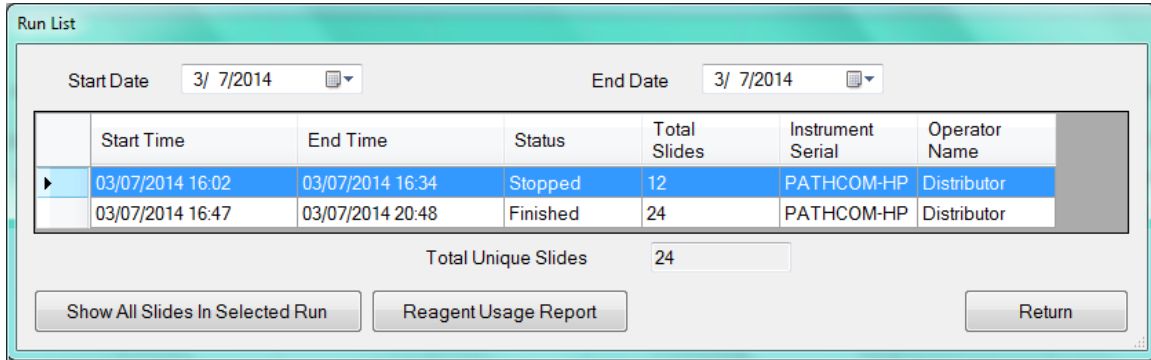 Run List
Start Date 3/ 7/2014 End Date 3/ 7/2014
Start Time End Time Status Total Slides Instrument Serial Operator Name
03/07/2014 16:02 03/07/2014 16:34 Stopped 12 PATHCOM-HP Distributor
03/07/2014 16:47 03/07/2014 20:48 Finished 24 PATHCOM-HP Distributor
Total Unique Slides 24
Show All Slides In Selected Run Reagent Usage Report Return